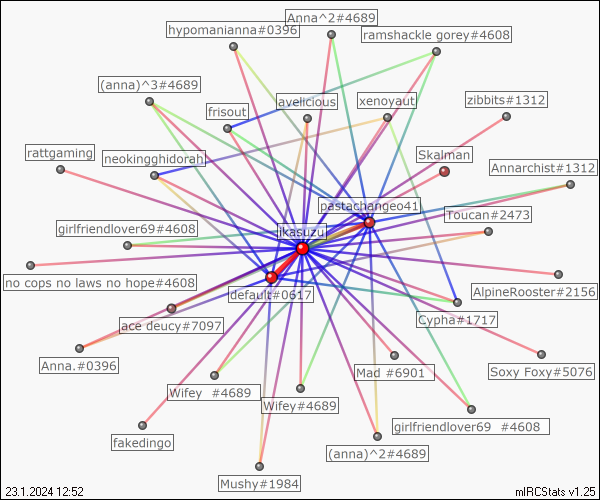 Anna^2#4689
hypomanianna#0396
ramshackle gorey#4608
(anna)^3#4689
avelicious
xenoyaut
zibbits#1312
frisout
rattgaming
neokingghidorah
Skalman
Annarchist#1312
pastachangeo41
Toucan#2473
girlfriendlover69#4608
ikasuzu
no cops no laws no hope#4608
default#0617
AlpineRooster#2156
ace deucy#7097
Cypha#1717
Anna.#0396
Mad #6901
Soxy Foxy#5076
Wifey #4689
Wifey#4689
girlfriendlover69 #4608
fakedingo
(anna)^2#4689
Mushy#1984
23.1.2024 12:52
mIRCStats v1.25